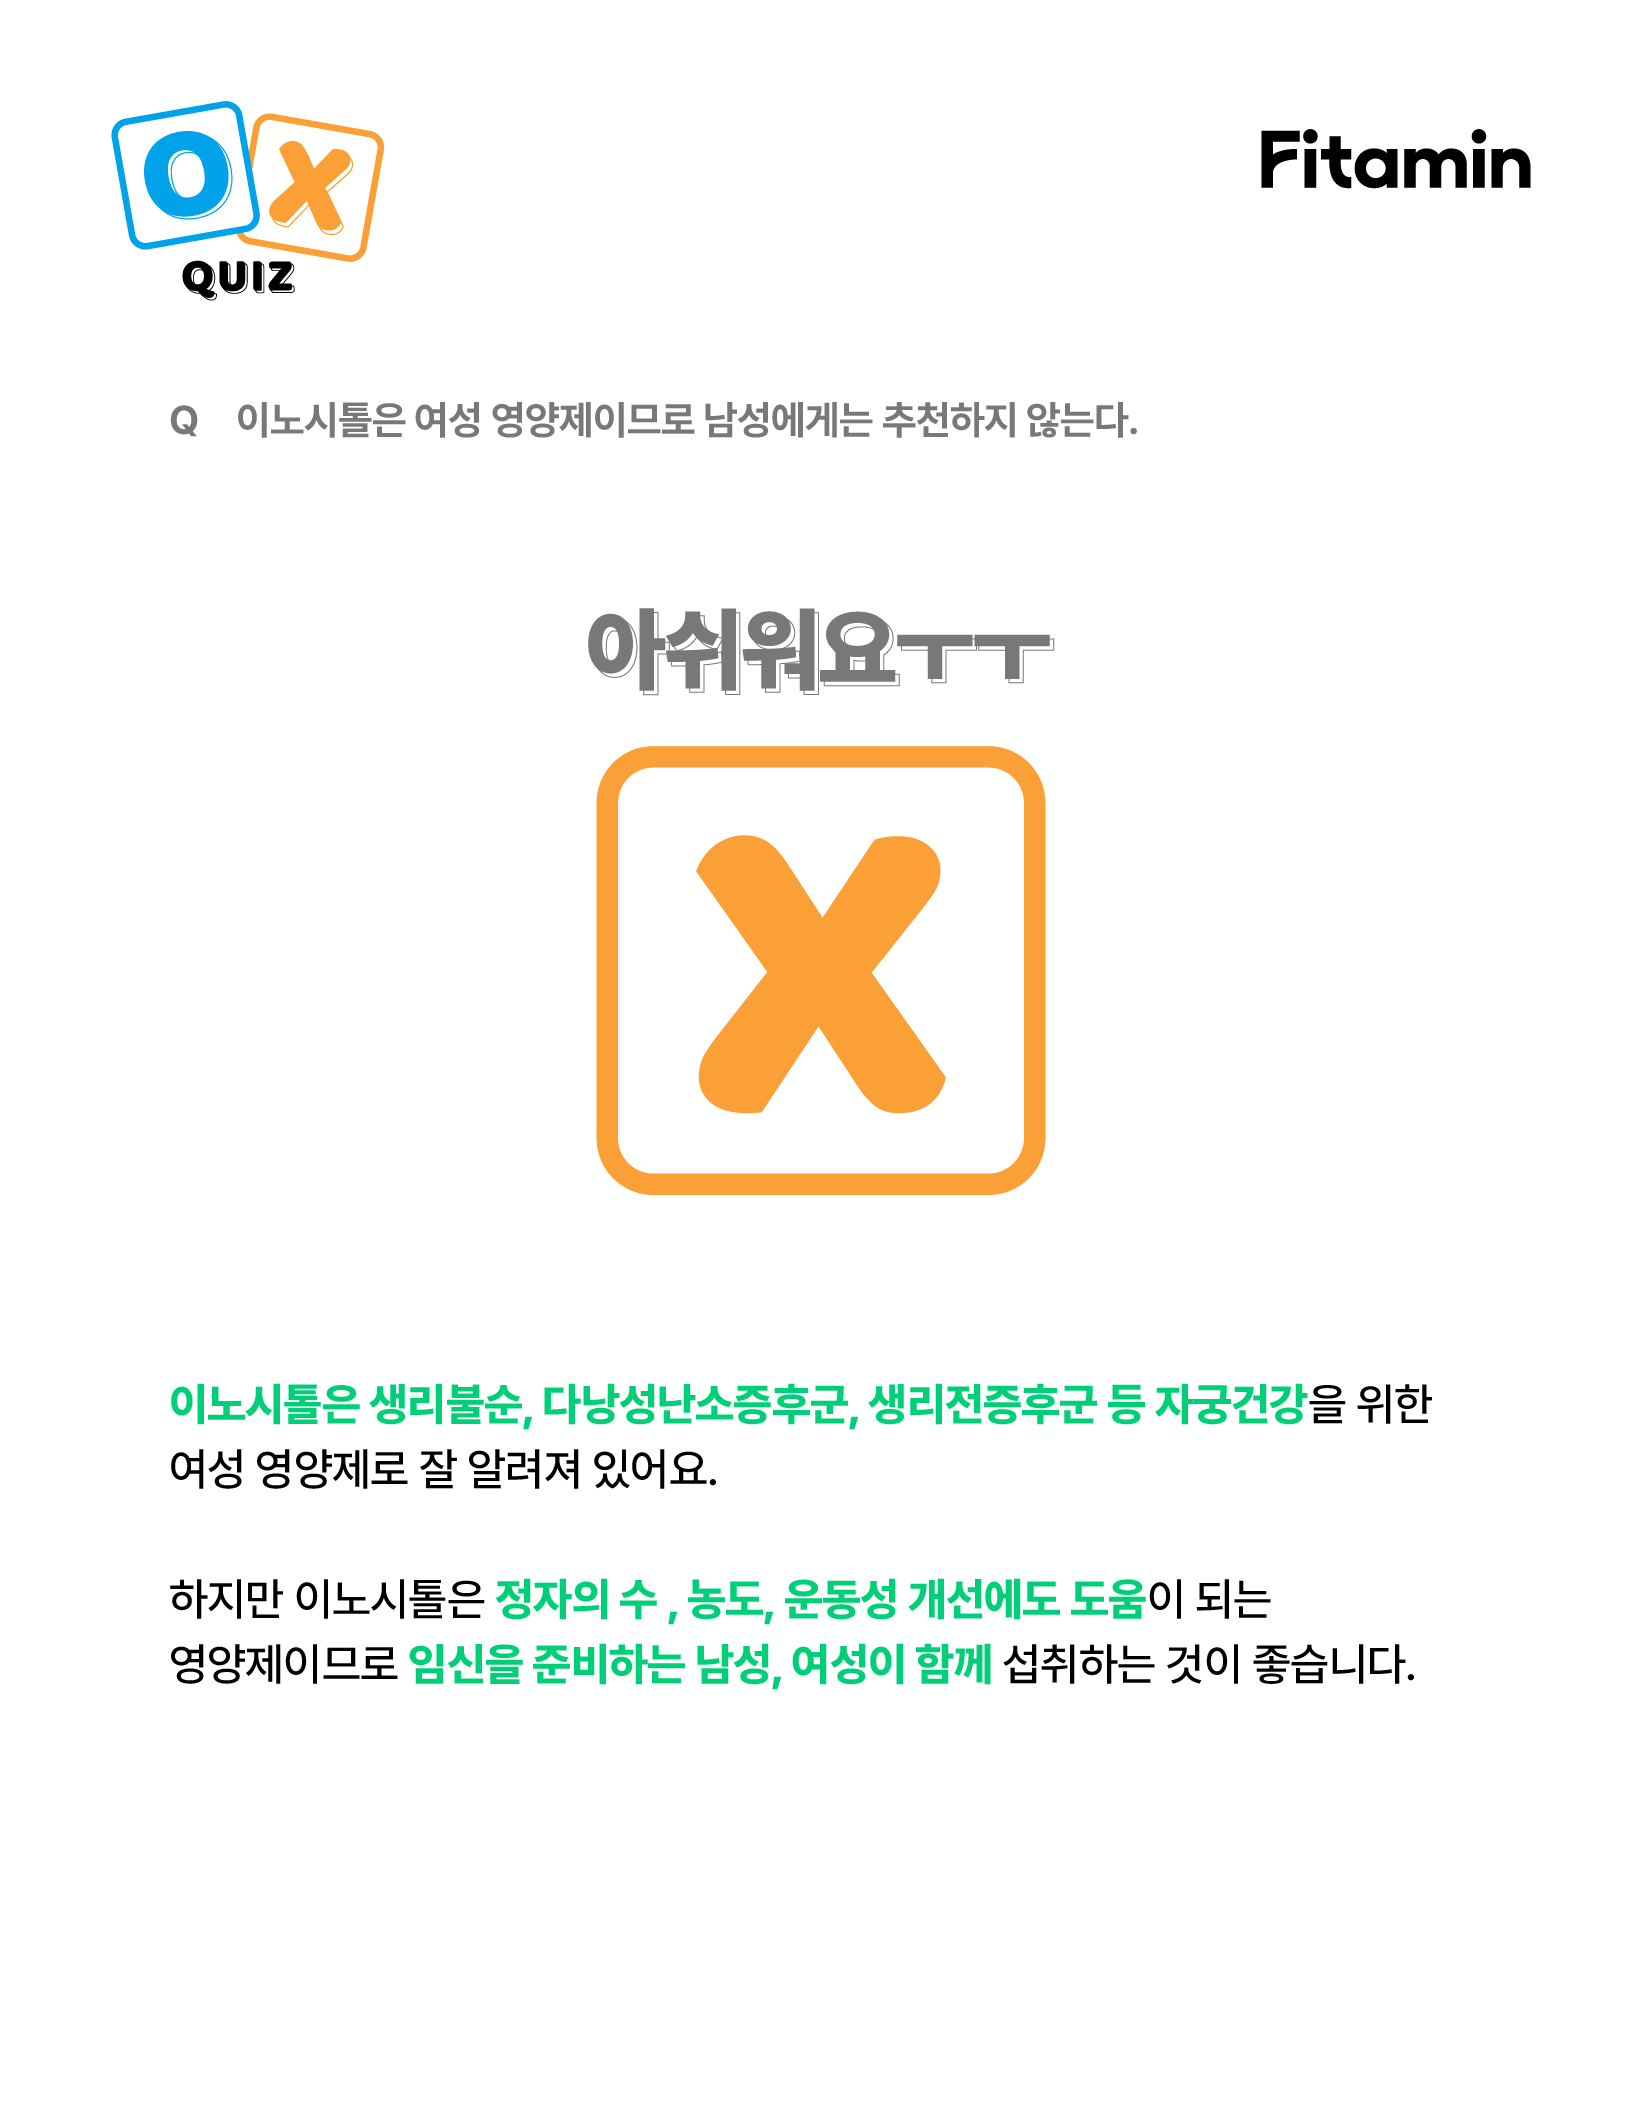 O X
QUIZ
Fitamin
Q 이노시톨은 여성 영양제이므로 남성에게는 추천하지 않는다.
아쉬워요ㅜㅜ
X
이노시톨은 생리불순, 다낭성난소증후군, 생리전증후군 등 자궁건강을 위한
여성 영양제로 잘 알려져 있어요.
하지만 이노시톨은 정자의 수 , 농도, 운동성 개선에도 도움이 되는
영양제이므로 임신을 준비하는 남성, 여성이 함께 섭취하는 것이 좋습니다.